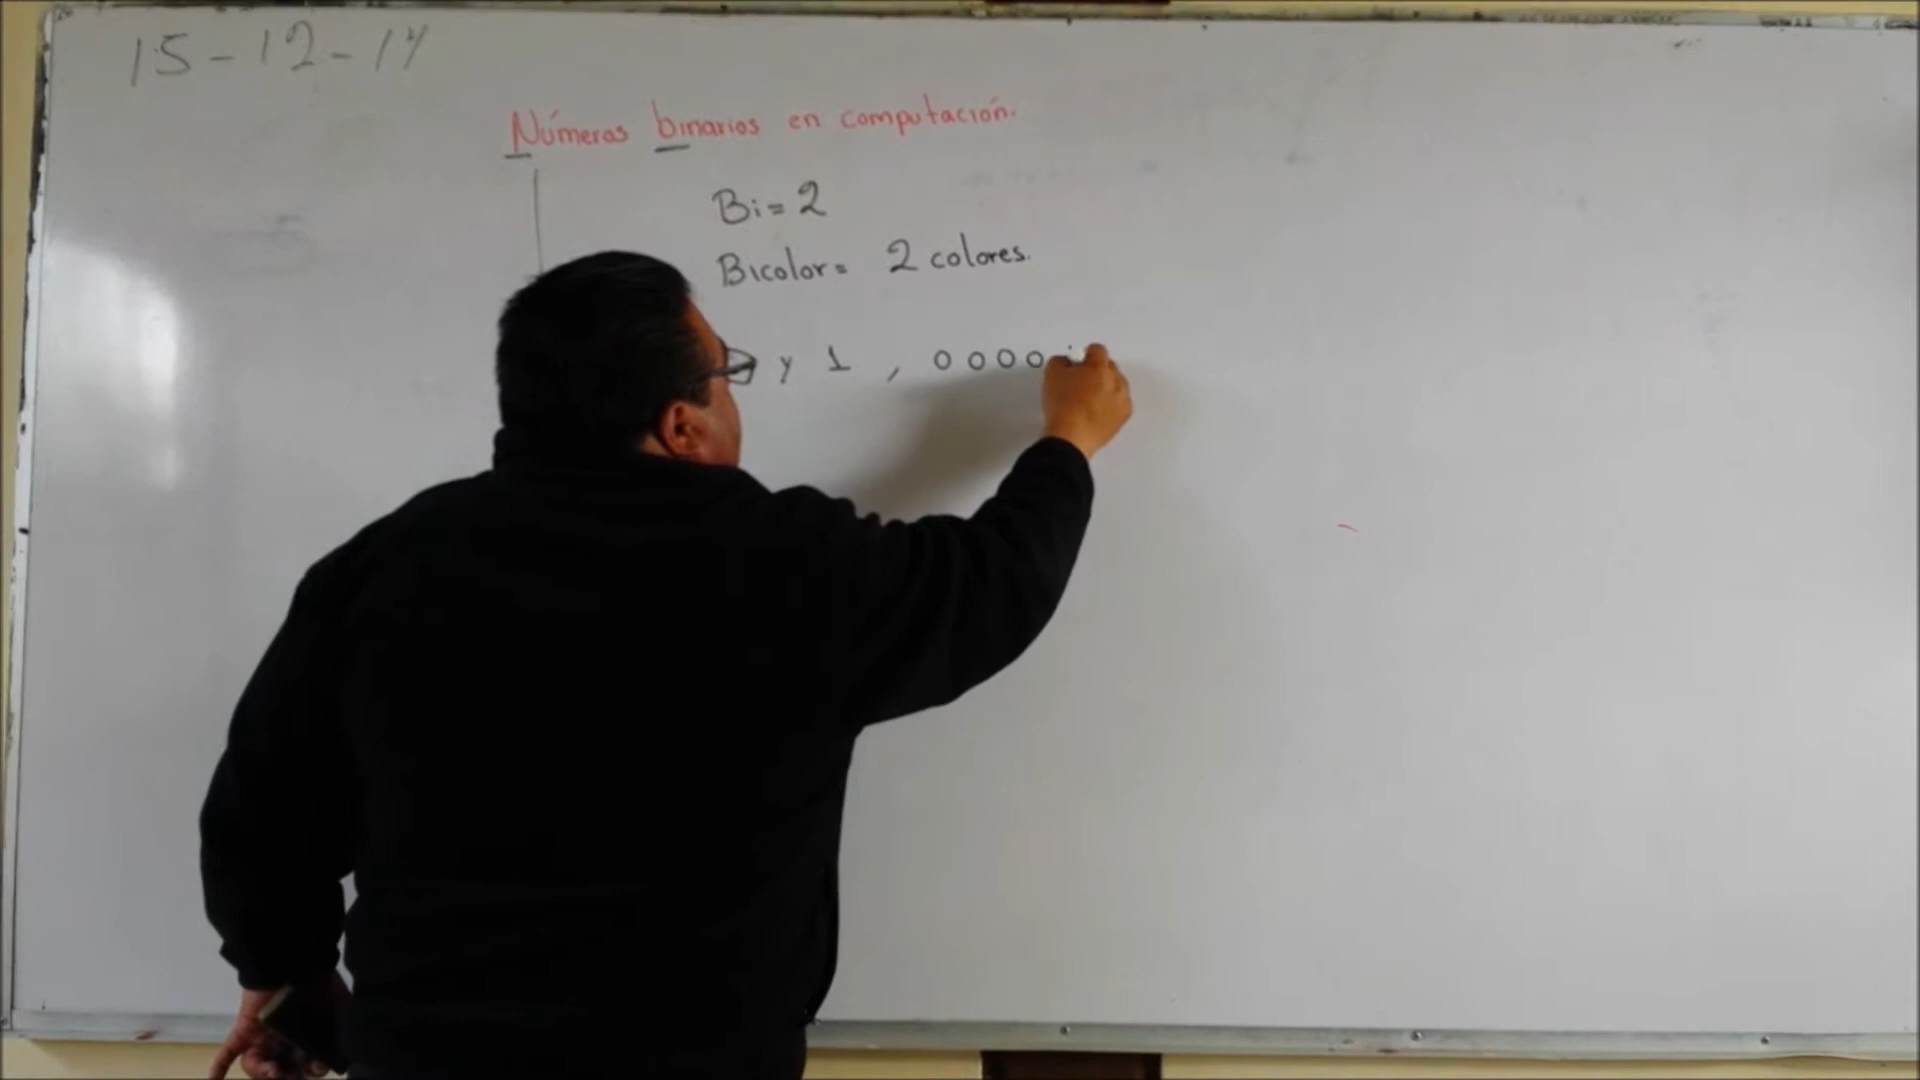 15-12-14
Números binarios en computación.
Bi = 2
Bicolor = 2 colores.
y 1 , 0 0 0 0